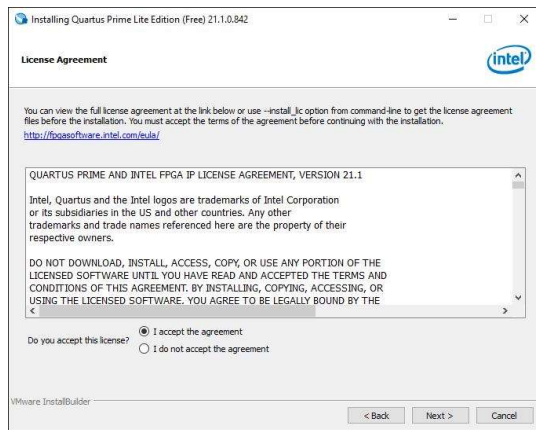 Installing Quartus Prime Lite Edition (Free) 21.1.0.842
License Agreement
intel
You can view the full license agreement at the link below or use --install_lic option from command-line to get the license agreement
files before the installation. You must accept the terms of the agreement before continuing with the installation.
http://fpgasoftware.intel.com/eula/
QUARTUS PRIME AND INTEL FPGA IP LICENSE AGREEMENT, VERSION 21.1
Intel, Quartus and the Intel logos are trademarks of Intel Corporation
or its subsidiaries in the US and other countries. Any other
trademarks and trade names referenced here are the property of their
respective owners.
DO NOT DOWNLOAD, INSTALL, ACCESS, COPY, OR USE ANY PORTION OF THE
LICENSED SOFTWARE UNTIL YOU HAVE READ AND ACCEPTED THE TERMS AND
CONDITIONS OF THIS AGREEMENT. BY INSTALLING, COPYING, ACCESSING, OR
USING THE LICENSED SOFTWARE, YOU AGREE TO BE LEGALLY BOUND BY THE
Do you accept this license?
I accept the agreement
I do not accept the agreement
VMware InstallBuilder
< Back
Next >
Cancel